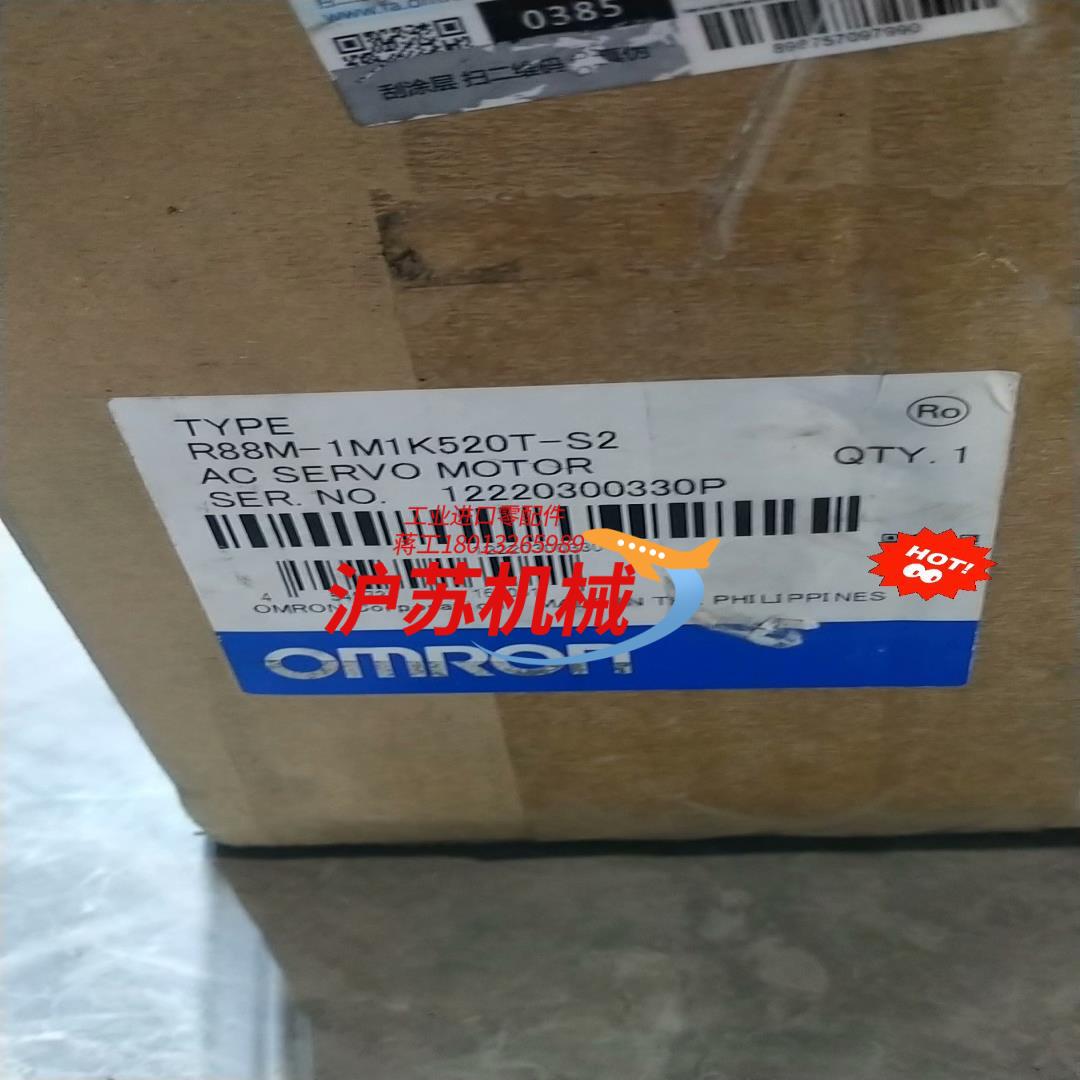 0385
刮涂层 扫二维码
TYPE
R88M-1M1K520T-S2
AC SERVO MOTOR
SER. NO. 12220300330P
Ro
QTY. 1
工业进口零配件
蒋工18013265989
沪苏机械
HOT!
PHILIPPINES
OMRON